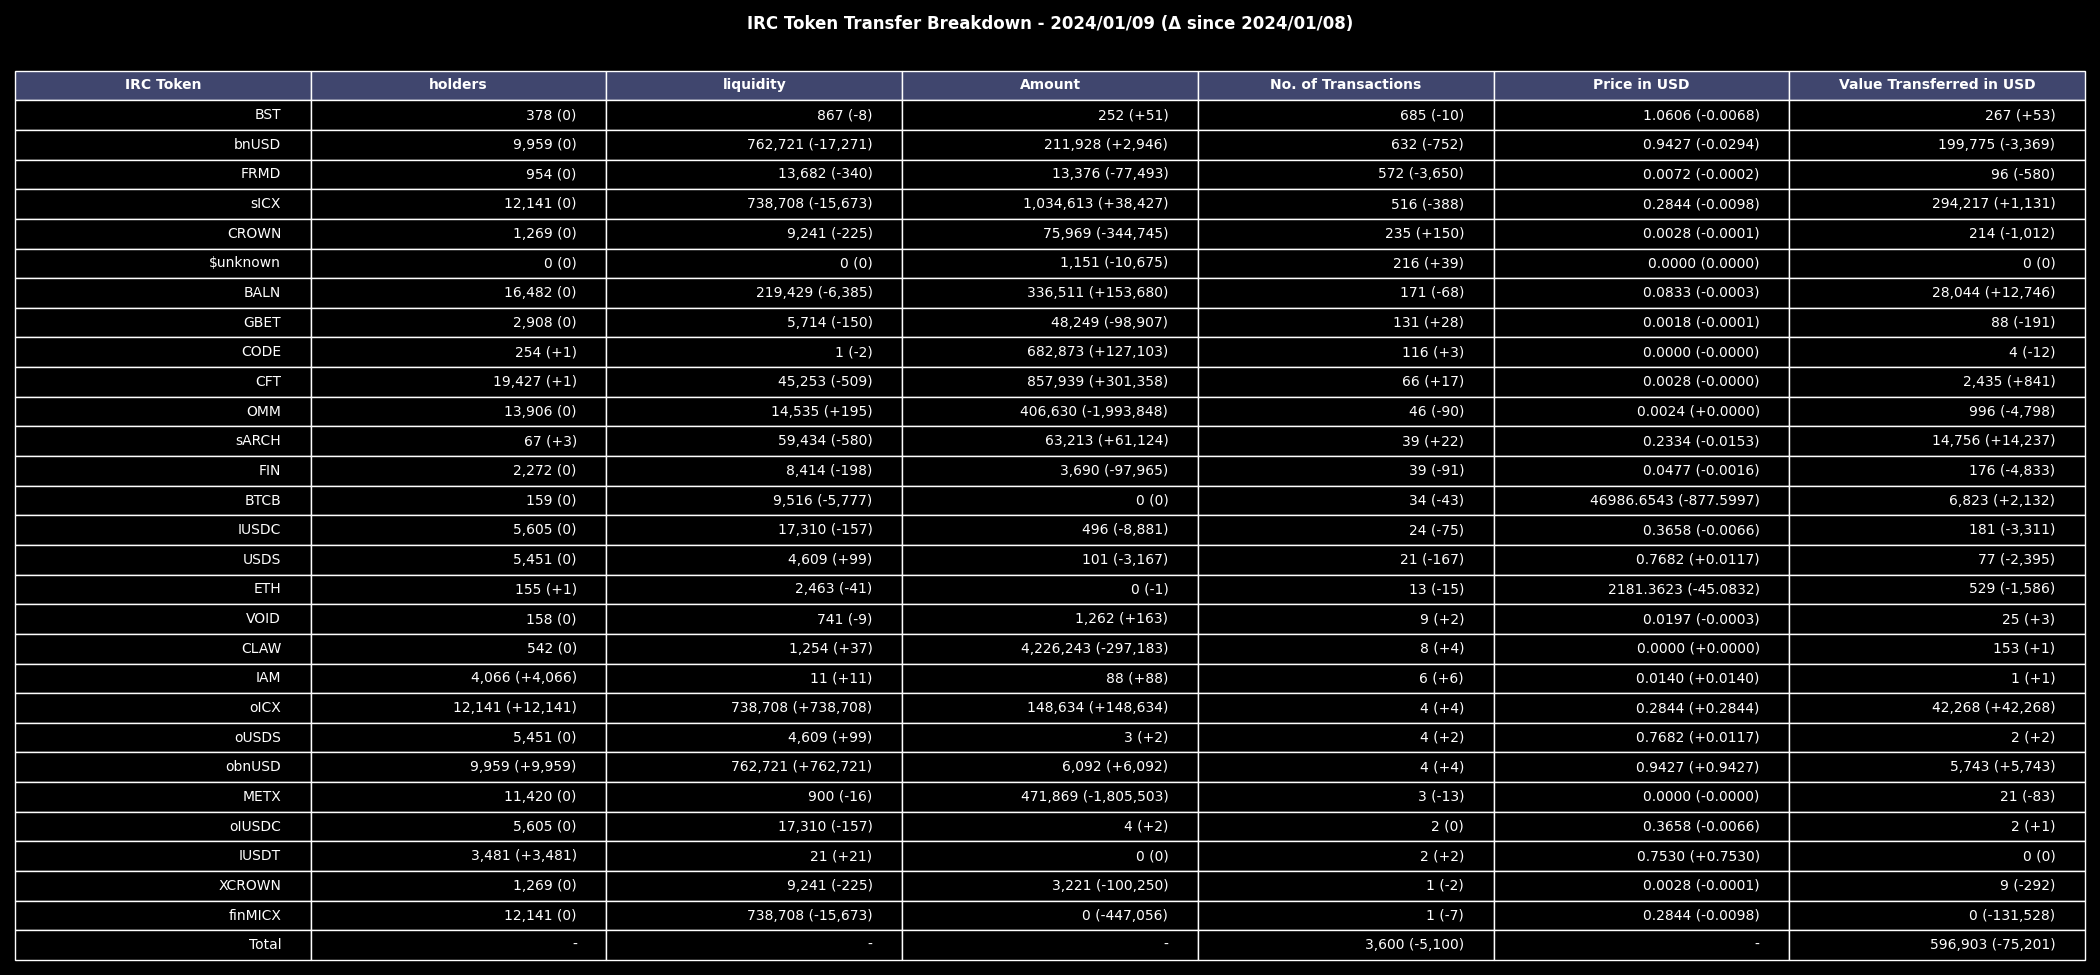 IRC Token Transfer Breakdown - 2024/01/09 (Δ since 2024/01/08)
IRC Token holders liquidity Amount No. of Transactions Price in USD Value Transferred in USD
BST 378 (0) 867 (-8) 252 (+51) 685 (-10) 1.0606 (-0.0068) 267 (+53)
bnUSD 9,959 (0) 762,721 (-17,271) 211,928 (+2,946) 632 (-752) 0.9427 (-0.0294) 199,775 (-3,369)
FRMD 954 (0) 13,682 (-340) 13,376 (-77,493) 572 (-3,650) 0.0072 (-0.0002) 96 (-580)
sICX 12,141 (0) 738,708 (-15,673) 1,034,613 (+38,427) 516 (-388) 0.2844 (-0.0098) 294,217 (+1,131)
CROWN 1,269 (0) 9,241 (-225) 75,969 (-344,745) 235 (+150) 0.0028 (-0.0001) 214 (-1,012)
$unknown 0 (0) 0 (0) 1,151 (-10,675) 216 (+39) 0.0000 (0.0000) 0 (0)
BALN 16,482 (0) 219,429 (-6,385) 336,511 (+153,680) 171 (-68) 0.0833 (-0.0003) 28,044 (+12,746)
GBET 2,908 (0) 5,714 (-150) 48,249 (-98,907) 131 (+28) 0.0018 (-0.0001) 88 (-191)
CODE 254 (+1) 1 (-2) 682,873 (+127,103) 116 (+3) 0.0000 (-0.0000) 4 (-12)
CFT 19,427 (+1) 45,253 (-509) 857,939 (+301,358) 66 (+17) 0.0028 (-0.0000) 2,435 (+841)
OMM 13,906 (0) 14,535 (+195) 406,630 (-1,993,848) 46 (-90) 0.0024 (+0.0000) 996 (-4,798)
sARCH 67 (+3) 59,434 (-580) 63,213 (+61,124) 39 (+22) 0.2334 (-0.0153) 14,756 (+14,237)
FIN 2,272 (0) 8,414 (-198) 3,690 (-97,965) 39 (-91) 0.0477 (-0.0016) 176 (-4,833)
BTCB 159 (0) 9,516 (-5,777) 0 (0) 34 (-43) 46986.6543 (-877.5997) 6,823 (+2,132)
IUSDC 5,605 (0) 17,310 (-157) 496 (-8,881) 24 (-75) 0.3658 (-0.0066) 181 (-3,311)
USDS 5,451 (0) 4,609 (+99) 101 (-3,167) 21 (-167) 0.7682 (+0.0117) 77 (-2,395)
ETH 155 (+1) 2,463 (-41) 0 (-1) 13 (-15) 2181.3623 (-45.0832) 529 (-1,586)
VOID 158 (0) 741 (-9) 1,262 (+163) 9 (+2) 0.0197 (-0.0003) 25 (+3)
CLAW 542 (0) 1,254 (+37) 4,226,243 (-297,183) 8 (+4) 0.0000 (+0.0000) 153 (+1)
IAM 4,066 (+4,066) 11 (+11) 88 (+88) 6 (+6) 0.0140 (+0.0140) 1 (+1)
oICX 12,141 (+12,141) 738,708 (+738,708) 148,634 (+148,634) 4 (+4) 0.2844 (+0.2844) 42,268 (+42,268)
oUSDS 5,451 (0) 4,609 (+99) 3 (+2) 4 (+2) 0.7682 (+0.0117) 2 (+2)
obnUSD 9,959 (+9,959) 762,721 (+762,721) 6,092 (+6,092) 4 (+4) 0.9427 (+0.9427) 5,743 (+5,743)
METX 11,420 (0) 900 (-16) 471,869 (-1,805,503) 3 (-13) 0.0000 (-0.0000) 21 (-83)
oIUSDC 5,605 (0) 17,310 (-157) 4 (+2) 2 (0) 0.3658 (-0.0066) 2 (+1)
IUSDT 3,481 (+3,481) 21 (+21) 0 (0) 2 (+2) 0.7530 (+0.7530) 0 (0)
XCROWN 1,269 (0) 9,241 (-225) 3,221 (-100,250) 1 (-2) 0.0028 (-0.0001) 9 (-292)
finMICX 12,141 (0) 738,708 (-15,673) 0 (-447,056) 1 (-7) 0.2844 (-0.0098) 0 (-131,528)
Total - - - 3,600 (-5,100) - 596,903 (-75,201)